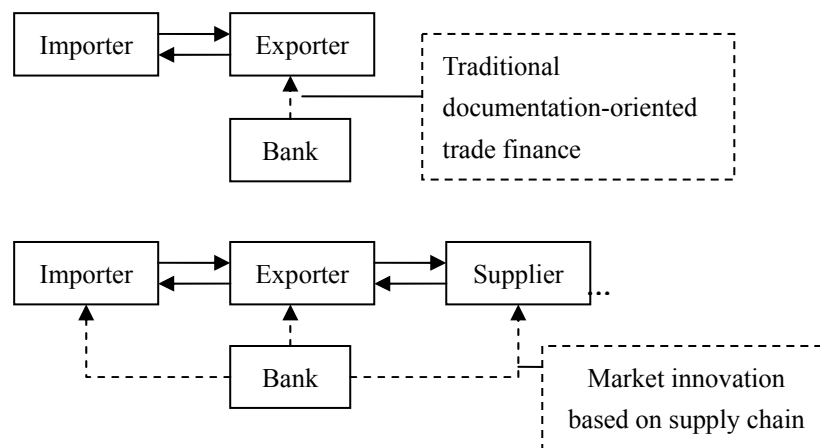 Importer
Exporter
Traditional
documentation-oriented
trade finance
Bank
Importer
Exporter
Supplier
...
Bank
Market innovation
based on supply chain